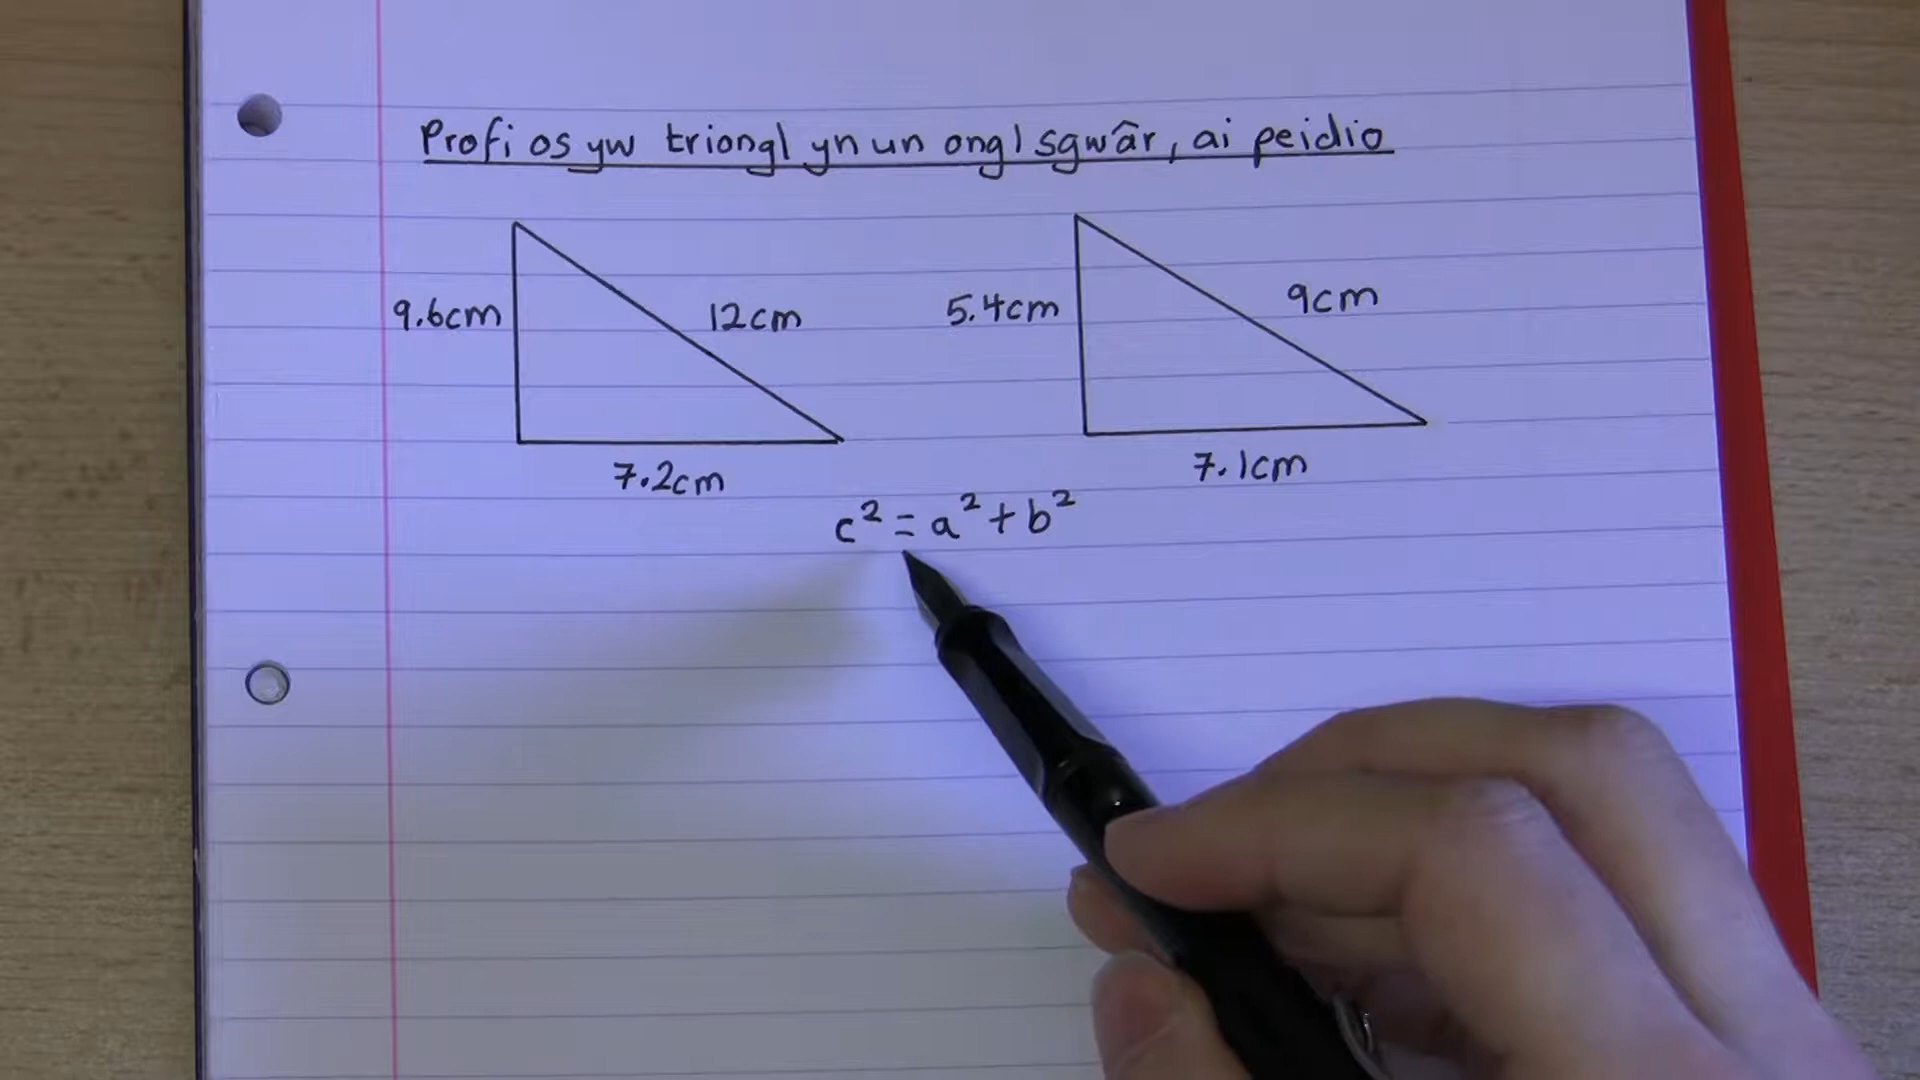 Profi os yw triongl yn un ongl sgwâr, ai peidio
9.6cm
12cm
7.2cm
5.4cm
9cm
7.1cm
c² = a² + b²